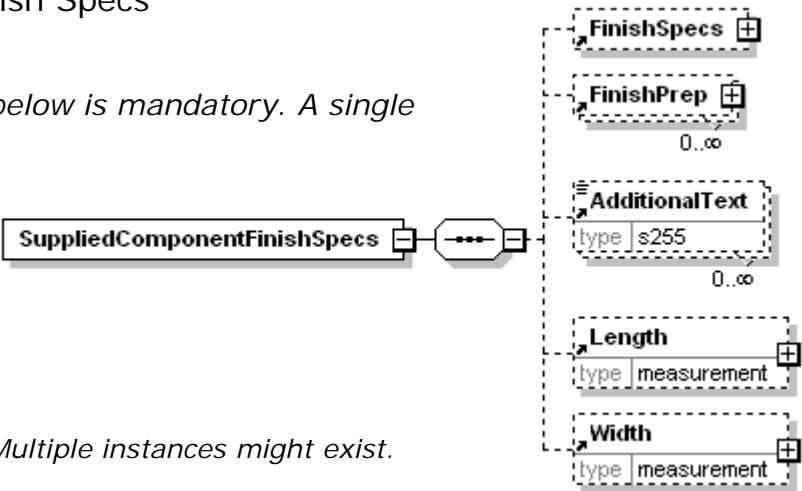 ish Specs
below is mandatory. A single
Multiple instances might exist.
SuppliedComponentFinishSpecs
FinishSpecs
FinishPrep
0..∞
AdditionalText
type s255
0..∞
Length
type measurement
Width
type measurement